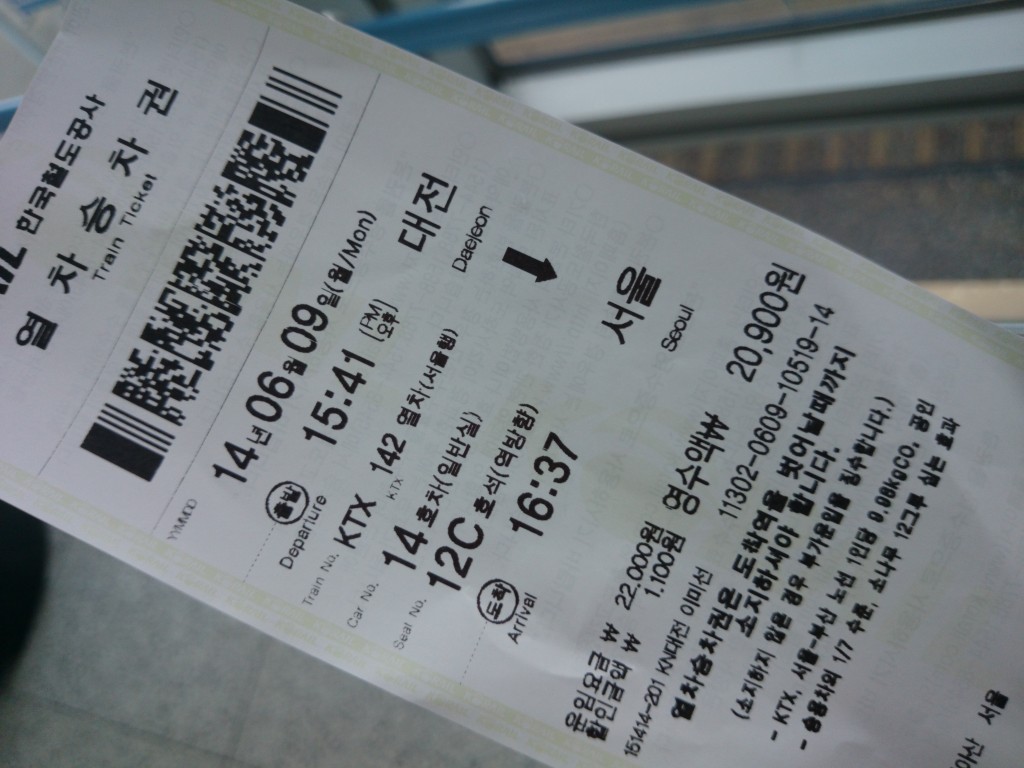 한국철도공사
열 차 승 차 권
Train Ticket
YYMMDD
14년06월09일(월/Mon)
출발 15:41 (PM) (오후)
Departure
대전
Daejeon
서울
Seoul
Train No. KTX KTX 142 열차(서울행)
Car No. 14 호차(일반실)
Seat No. 12C 호석(역방향)
도착 16:37
Arrival
운임요금 ₩ 22,000원 영수액₩ 20,900원
할인금액 ₩ 1,100원
151414-201 KN대전 이미선 11302-0609-10519-14
열차승차권은 도착역을 벗어날때까지
소지하셔야 합니다.
(소지하지 않은 경우 부가운임을 징수합니다.)
- KTX, 서울-부산 노선 1인당 9.98kgCO₂ 공인
- 승용차의 1/7 수준, 소나무 12그루 심는 효과
아산 서울